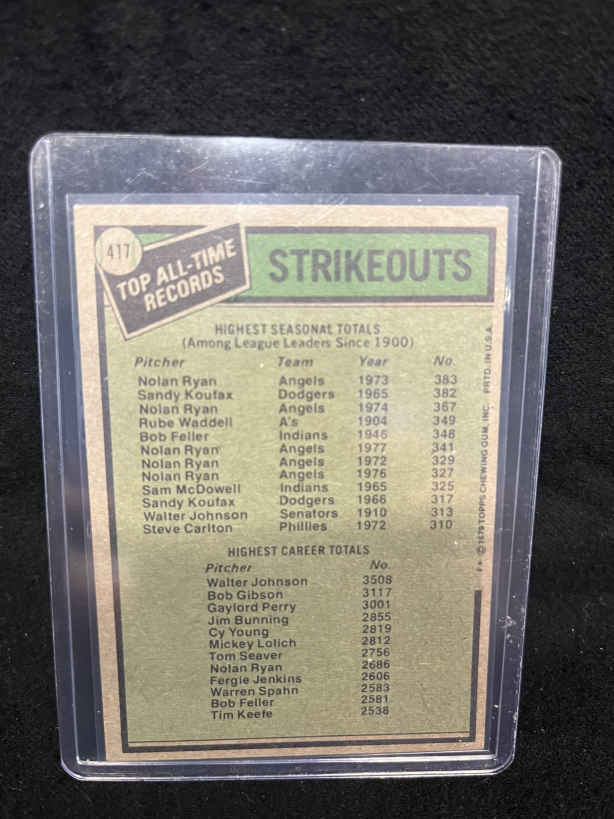 417
TOP ALL-TIME
RECORDS
STRIKEOUTS
HIGHEST SEASONAL TOTALS
(Among League Leaders Since 1900)
Pitcher Team Year No.
Nolan Ryan Angels 1973 383
Sandy Koufax Dodgers 1965 382
Nolan Ryan Angels 1974 367
Rube Waddell A's 1904 349
Bob Feller Indians 1946 348
Nolan Ryan Angels 1977 341
Nolan Ryan Angels 1972 329
Nolan Ryan Angels 1976 327
Sam McDowell Indians 1965 325
Sandy Koufax Dodgers 1966 317
Walter Johnson Senators 1910 313
Steve Carlton Phillies 1972 310
HIGHEST CAREER TOTALS
Pitcher No.
Walter Johnson 3508
Bob Gibson 3117
Gaylord Perry 3001
Jim Bunning 2855
Cy Young 2819
Mickey Lolich 2812
Tom Seaver 2756
Nolan Ryan 2686
Fergie Jenkins 2606
Warren Spahn 2583
Bob Feller 2581
Tim Keefe 2538
© 1979 TOPPS CHEWING GUM, INC. PRTD. IN U.S.A.